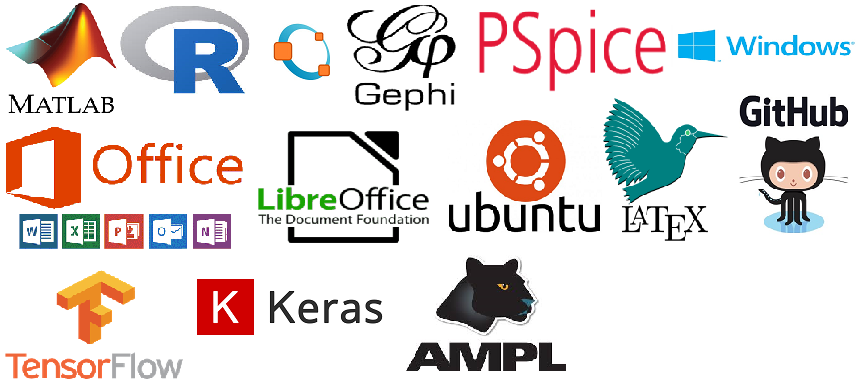 MATLAB
R
Gephi
PSpice
Windows
GitHub
Office
W X P O N
LibreOffice
The Document Foundation
ubuntu
LATEX
TensorFlow
K Keras
AMPL